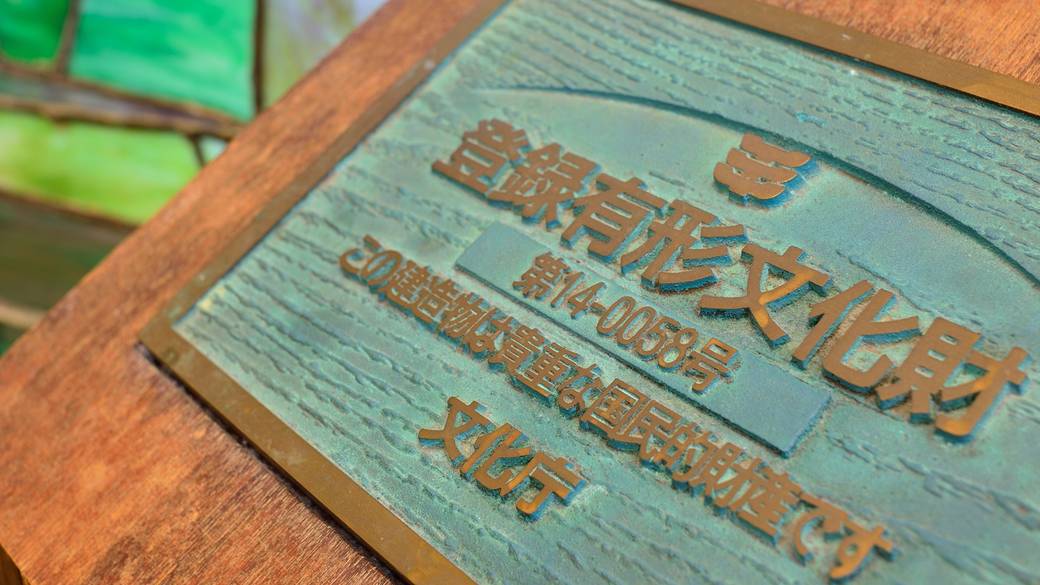 登録有形文化財
第14-0058号
この建造物は貴重な国民的財産です
文化庁